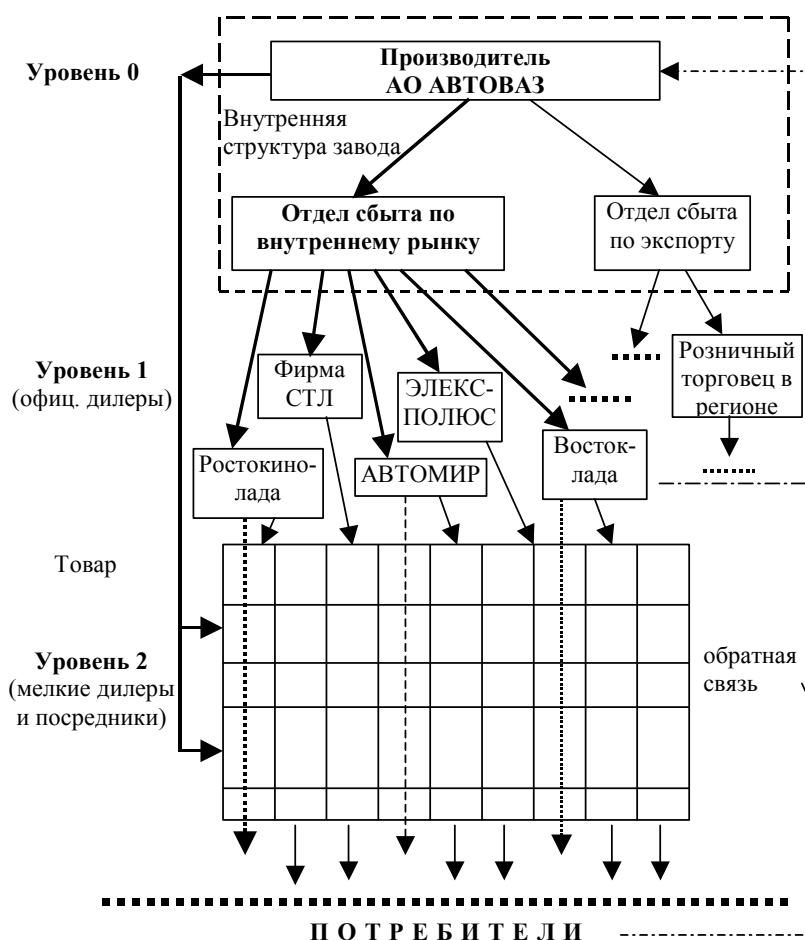 Уровень 0
Производитель
АО АВТОВАЗ
Внутренняя
структура завода
Отдел сбыта по
внутреннему рынку
Отдел сбыта
по экспорту
Уровень 1
(офиц. дилеры)
Фирма
СТЛ
ЭЛЕКС-
ПОЛЮС
Розничный
торговец в
регионе
Ростокино-
лада
АВТОМИР
Восток-
лада
Товар
Уровень 2
(мелкие дилеры
и посредники)
обратная
связь
П О Т Р Е Б И Т Е Л И